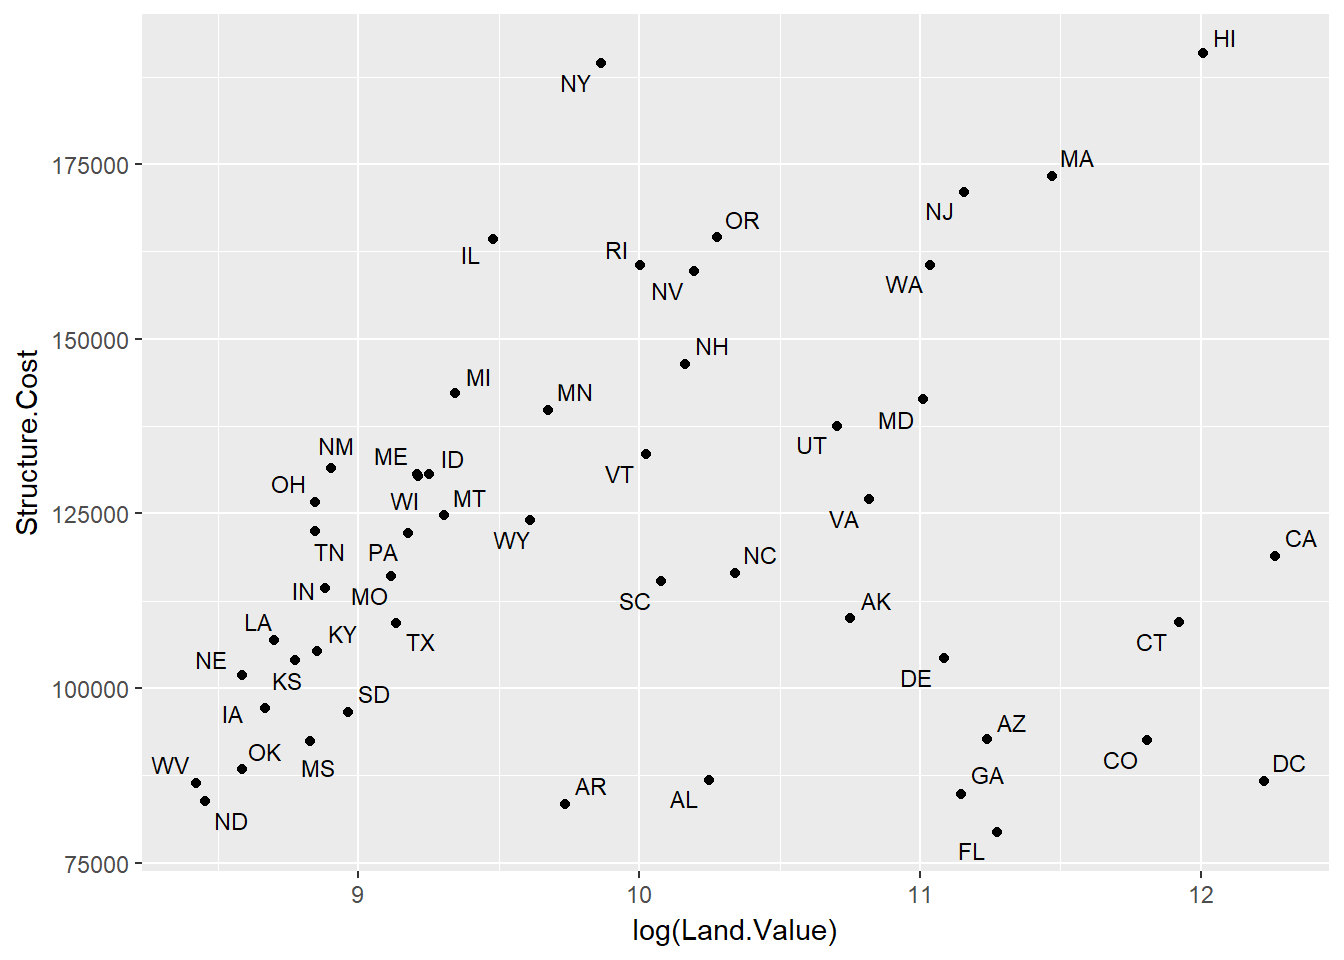 HI
NY
175000
MA
NJ
OR
IL
RI
NV
WA
150000
NH
MI
MN
MD
UT
NM
ME
ID
VT
OH
WI
MT
125000
VA
WY
TN
PA
CA
NC
IN
MO
SC
AK
LA
KY
TX
CT
NE
KS
DE
100000
SD
IA
AZ
OK
CO
WV
MS
DC
GA
AR
AL
ND
FL
75000
9
10
11
12
log(Land.Value)
Structure.Cost